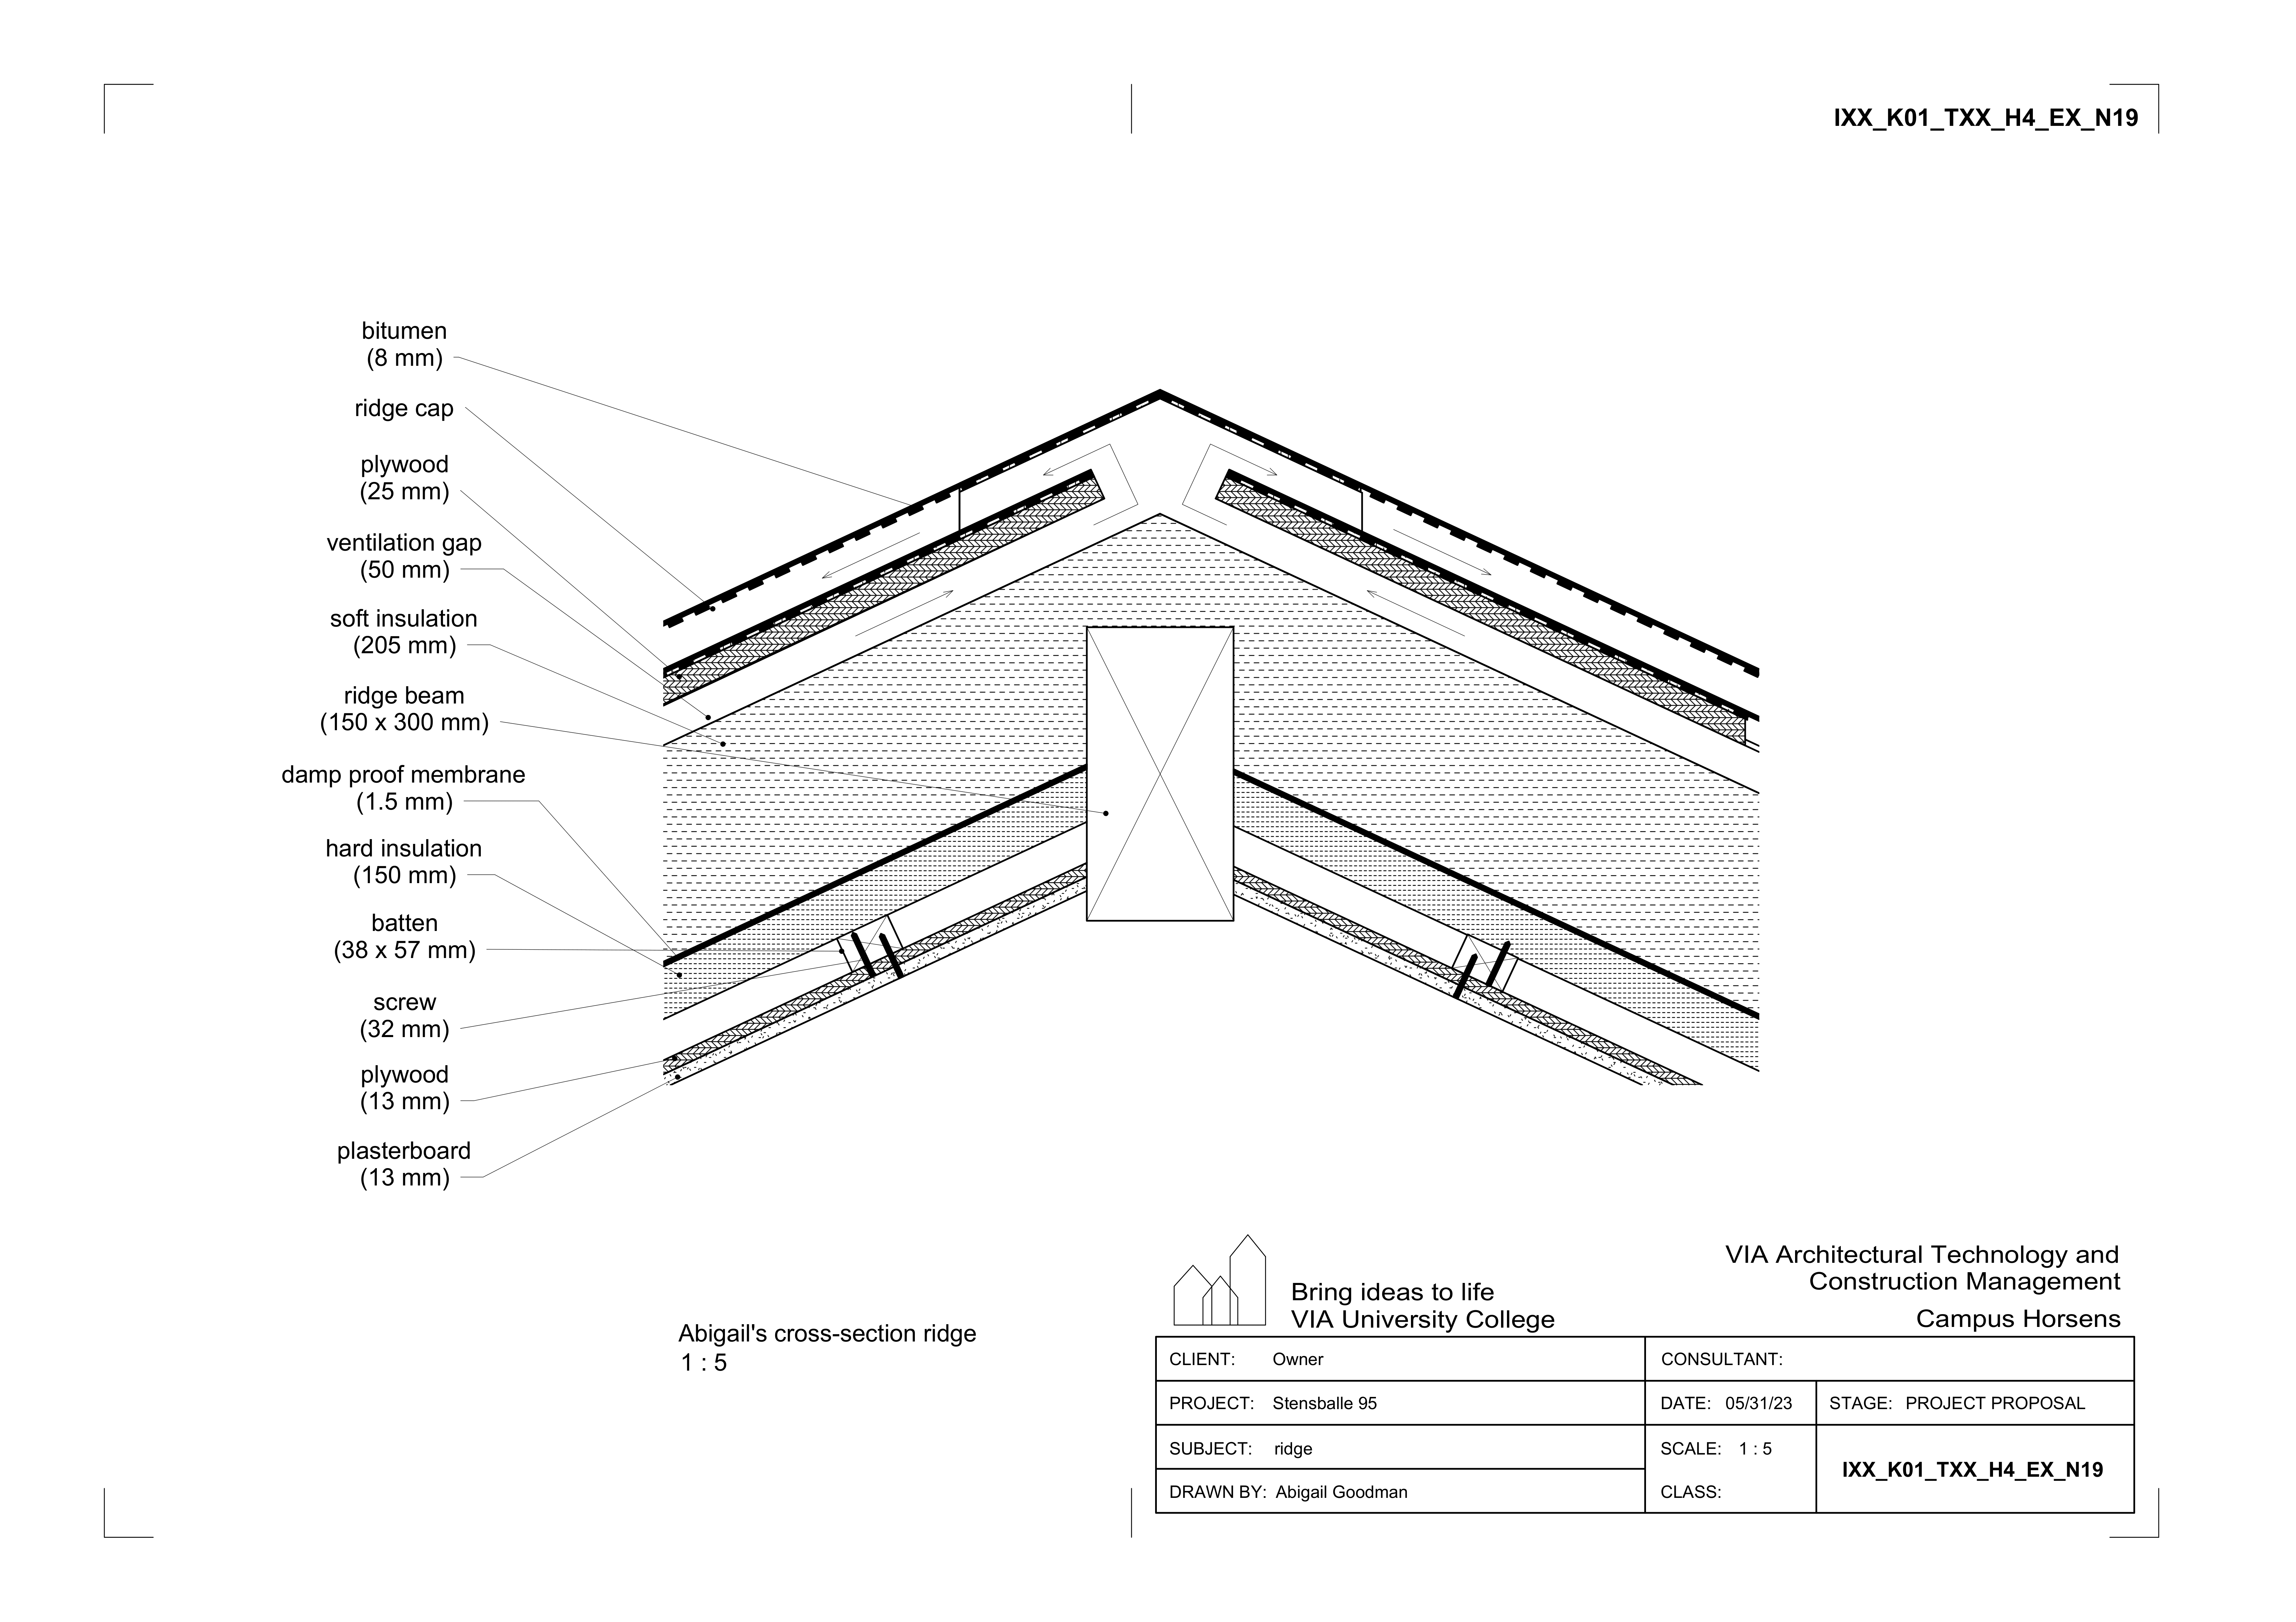 IXX_K01_TXX_H4_EX_N19
bitumen
(8 mm)
ridge cap
plywood
(25 mm)
ventilation gap
(50 mm)
soft insulation
(205 mm)
ridge beam
(150 x 300 mm)
damp proof membrane
(1.5 mm)
hard insulation
(150 mm)
batten
(38 x 57 mm)
screw
(32 mm)
plywood
(13 mm)
plasterboard
(13 mm)
Abigail's cross-section ridge
1 : 5
Bring ideas to life
VIA University College
VIA Architectural Technology and
Construction Management
Campus Horsens
CLIENT: Owner
CONSULTANT:
PROJECT: Stensballe 95
DATE: 05/31/23
STAGE: PROJECT PROPOSAL
SUBJECT: ridge
SCALE: 1 : 5
IXX_K01_TXX_H4_EX_N19
DRAWN BY: Abigail Goodman
CLASS: